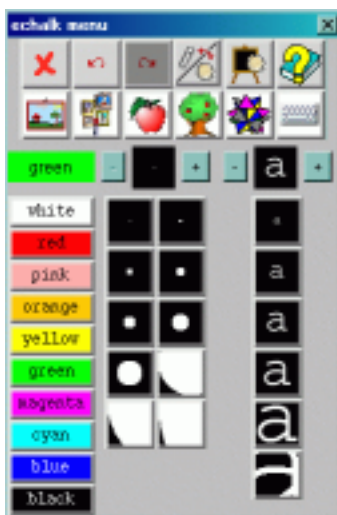 echalk menu
green - - + - a +
white
red
a
pink
a
orange
yellow
a
green
a
magenta
cyan
a
blue
a
black